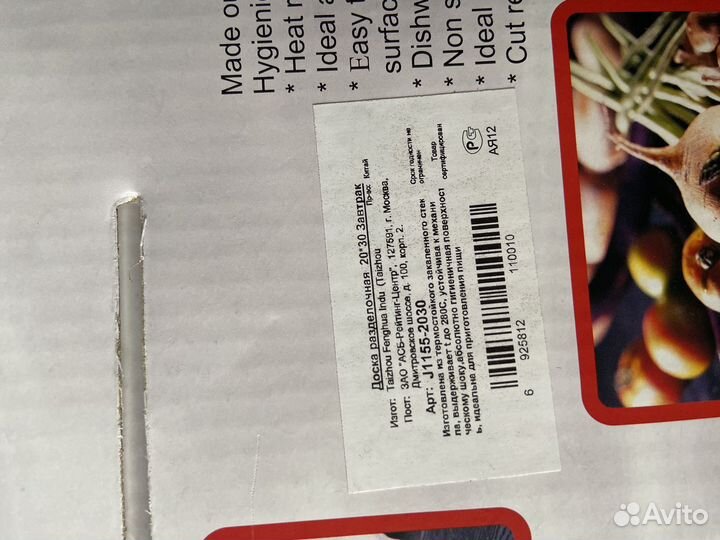 Made o
Hygieni
* Heat r
* Ideal a
* Easy t
surfac
* Dishw
* Non s
* Ideal
* Cut re
Доска разделочная 20*30 Завтрак
Пр-во: Китай
Изгот: Taizhou Fenghua Indu (Taizhou
Пост: ЗАО "АСБ-Рейтинг-Центр", 127591, г. Москва,
Дмитровское шоссе, д. 100, корп. 2.
Арт: J1155-2030
Срок годности не
ограничен
Товар
сертифицирован
Изготовлена из термостойкого закаленного стек
ла, выдерживает t до 280С, устойчива к механи
ческому шоку,абсолютно гигиеничная поверхност
ь, идеальна для приготовления пищи
РС
АЯ12
6 925812 110010
Avito